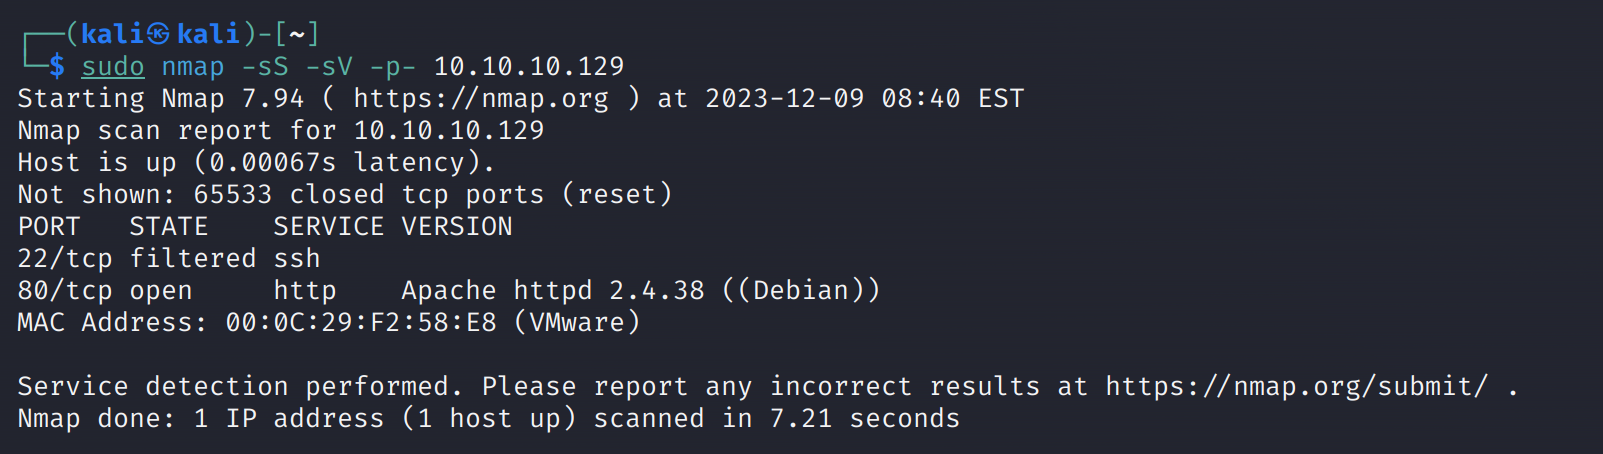 ┌──(kali㉿kali)-[~]
└─$ sudo nmap -sS -sV -p- 10.10.10.129
Starting Nmap 7.94 ( https://nmap.org ) at 2023-12-09 08:40 EST
Nmap scan report for 10.10.10.129
Host is up (0.00067s latency).
Not shown: 65533 closed tcp ports (reset)
PORT   STATE    SERVICE VERSION
22/tcp filtered ssh
80/tcp open     http    Apache httpd 2.4.38 ((Debian))
MAC Address: 00:0C:29:F2:58:E8 (VMware)

Service detection performed. Please report any incorrect results at https://nmap.org/submit/ .
Nmap done: 1 IP address (1 host up) scanned in 7.21 seconds